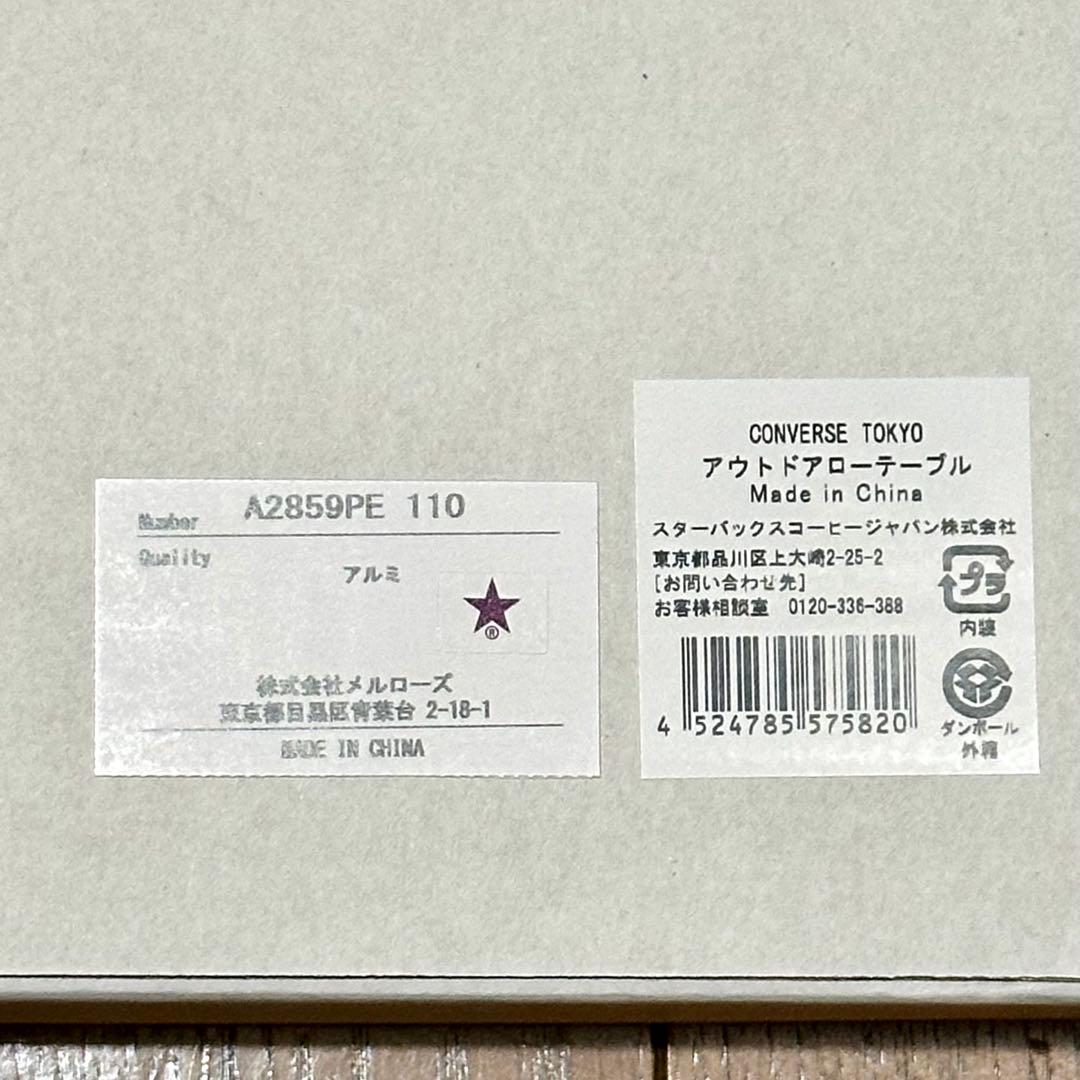 Number A2859PE 110
Quality
アルミ
®
株式会社メルローズ
東京都目黒区青葉台 2-18-1
MADE IN CHINA
CONVERSE TOKYO
アウトドアローテーブル
Made in China
スターバックスコーヒージャパン株式会社
東京都品川区上大崎2-25-2
[お問い合わせ先]
お客様相談室 0120-336-388
プラ
内装
ダンボール
外箱
4 524785 575820